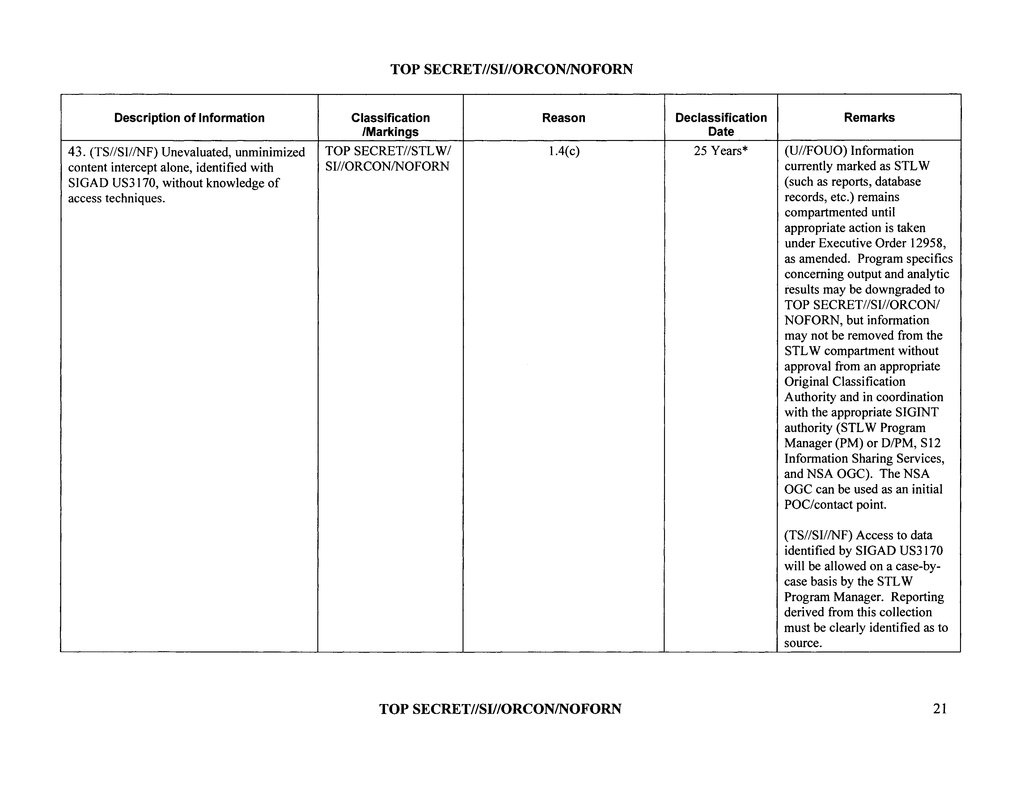 TOP SECRET//SI//ORCON/NOFORN
Description of Information
Classification
/Markings
Reason
Declassification
Date
Remarks
43. (TS//SI//NF) Unevaluated, unminimized
content intercept alone, identified with
SIGAD US3170, without knowledge of
access techniques.
TOP SECRET//STLW/
SI//ORCON/NOFORN
1.4(c)
25 Years*
(U//FOUO) Information
currently marked as STLW
(such as reports, database
records, etc.) remains
compartmented until
appropriate action is taken
under Executive Order 12958,
as amended. Program specifics
concerning output and analytic
results may be downgraded to
TOP SECRET//SI//ORCON/
NOFORN, but information
may not be removed from the
STLW compartment without
approval from an appropriate
Original Classification
Authority and in coordination
with the appropriate SIGINT
authority (STLW Program
Manager (PM) or D/PM, S12
Information Sharing Services,
and NSA OGC). The NSA
OGC can be used as an initial
POC/contact point.
(TS//SI//NF) Access to data
identified by SIGAD US3170
will be allowed on a case-by-
case basis by the STLW
Program Manager. Reporting
derived from this collection
must be clearly identified as to
source.
TOP SECRET//SI//ORCON/NOFORN
21